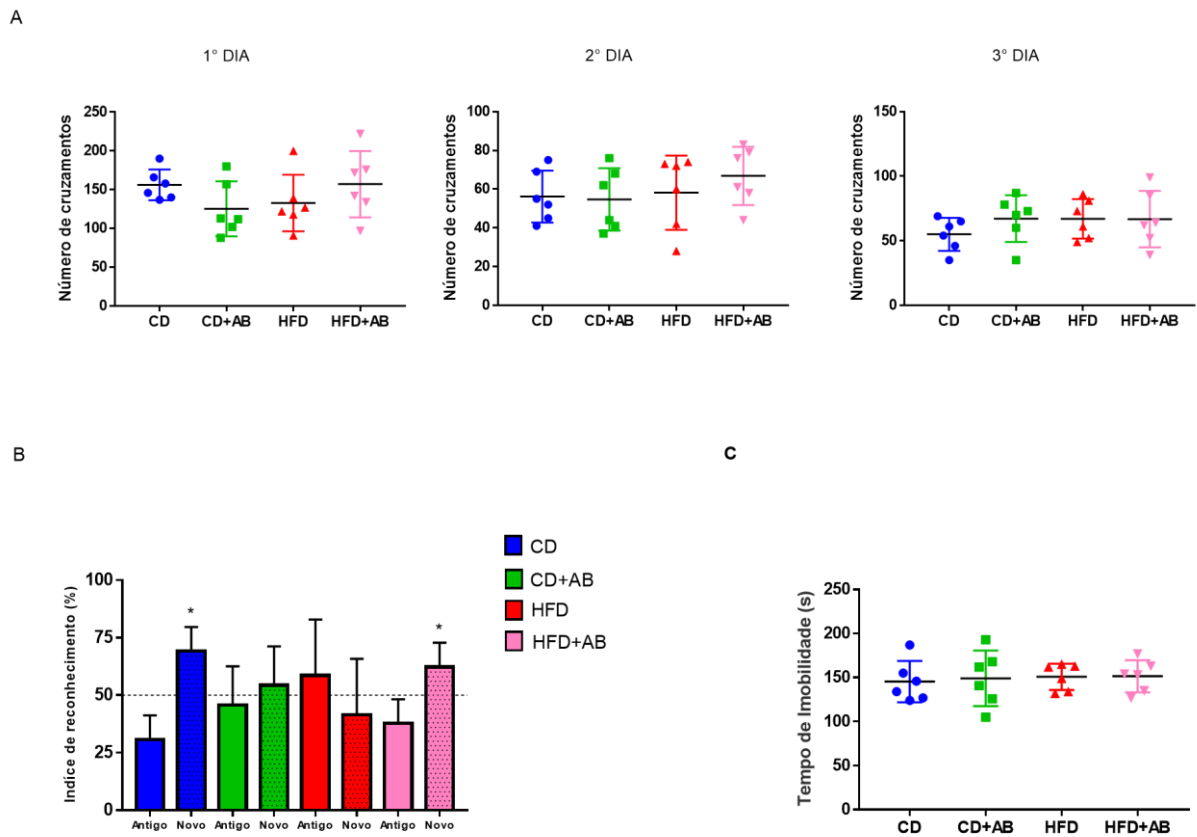 A
1° DIA
2° DIA
3° DIA
Número de cruzamentos
250
200
150
100
50
0
CD CD+AB HFD HFD+AB
Número de cruzamentos
100
80
60
40
20
0
CD CD+AB HFD HFD+AB
Número de cruzamentos
150
100
50
0
CD CD+AB HFD HFD+AB
B
Indice de reconhecimento (%)
100
75
50
25
0
* *
Antigo Novo Antigo Novo Antigo Novo Antigo Novo
CD
CD+AB
HFD
HFD+AB
C
Tempo de Imobilidade (s)
250
200
150
100
50
0
CD CD+AB HFD HFD+AB